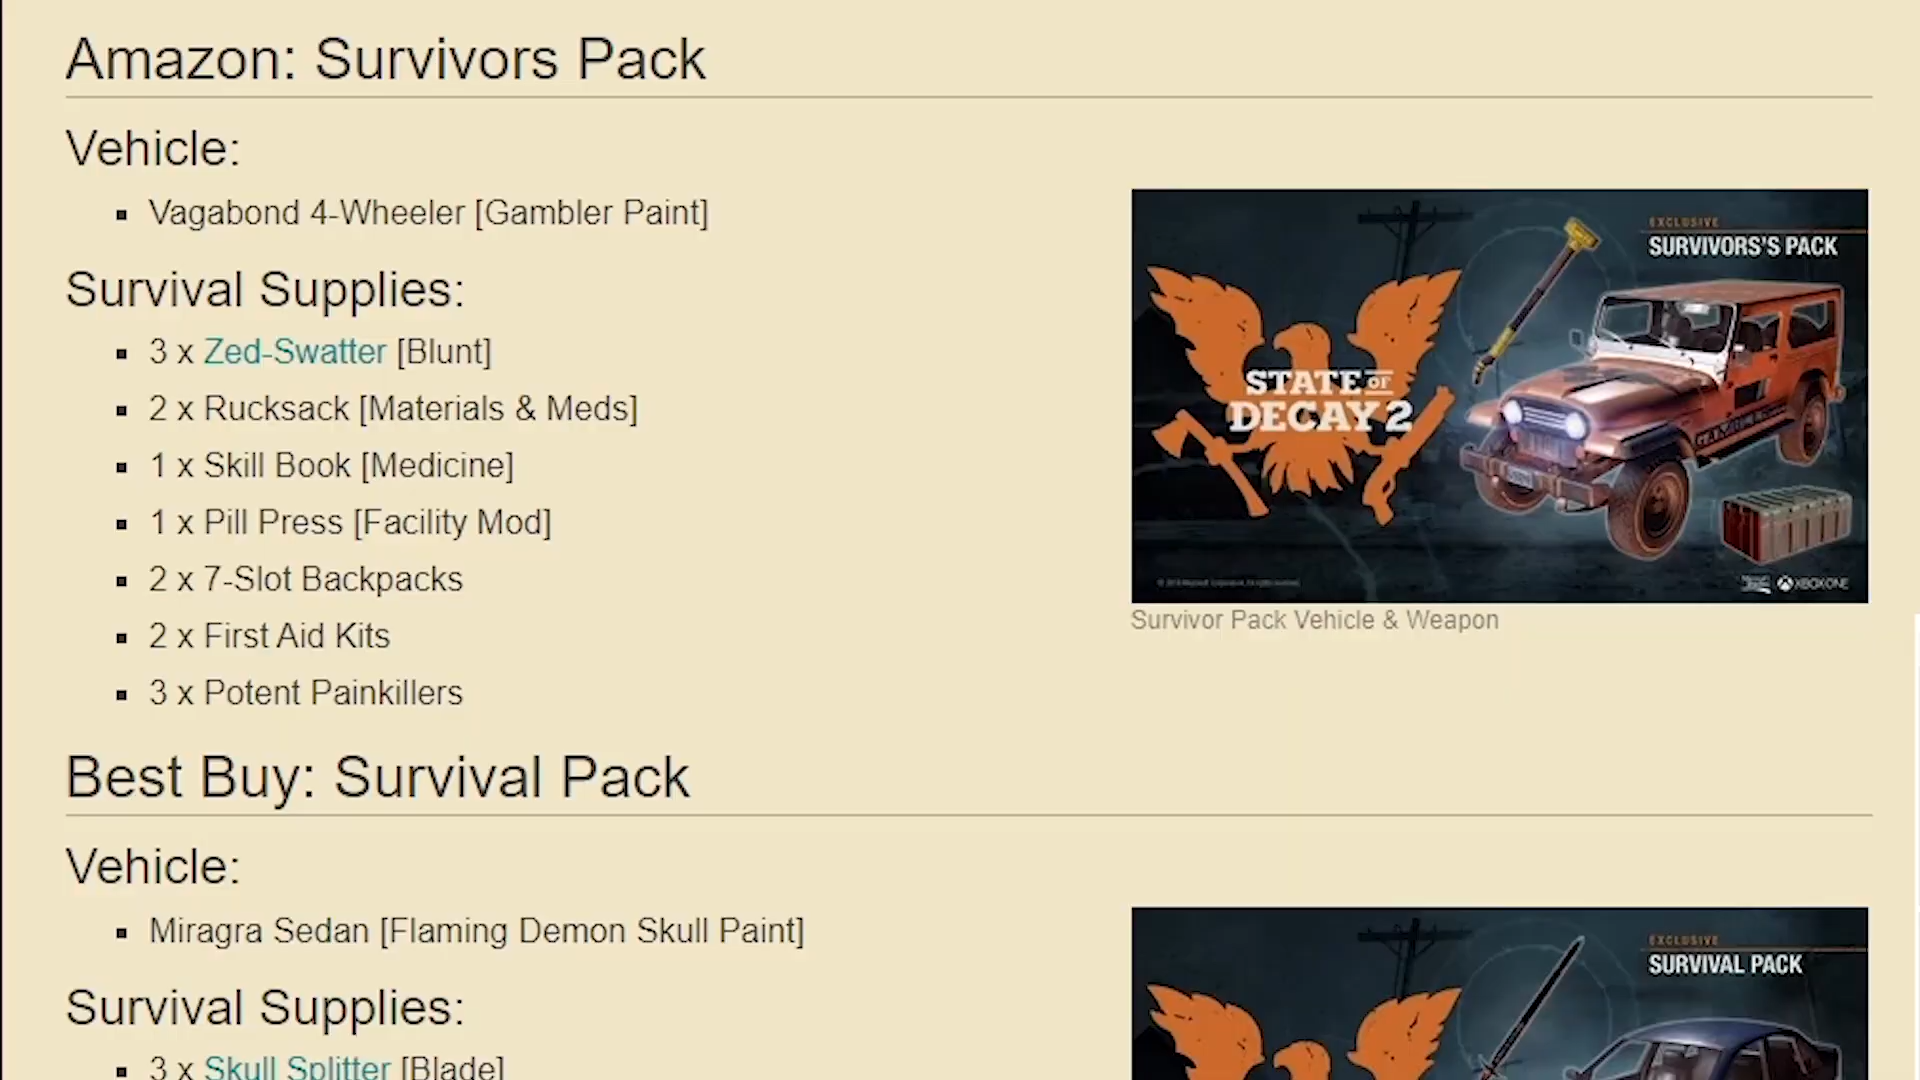 Amazon: Survivors Pack
Vehicle:
Vagabond 4-Wheeler [Gambler Paint]
Survival Supplies:
3 x Zed-Swatter [Blunt]
2 x Rucksack [Materials & Meds]
1 x Skill Book [Medicine]
1 x Pill Press [Facility Mod]
2 x 7-Slot Backpacks
2 x First Aid Kits
3 x Potent Painkillers
EXCLUSIVE
SURVIVORS'S PACK
STATE OF
DECAY 2
XBOX ONE
Survivor Pack Vehicle & Weapon
Best Buy: Survival Pack
Vehicle:
Miragra Sedan [Flaming Demon Skull Paint]
Survival Supplies:
3 x Skull Splitter [Blade]
EXCLUSIVE
SURVIVAL PACK